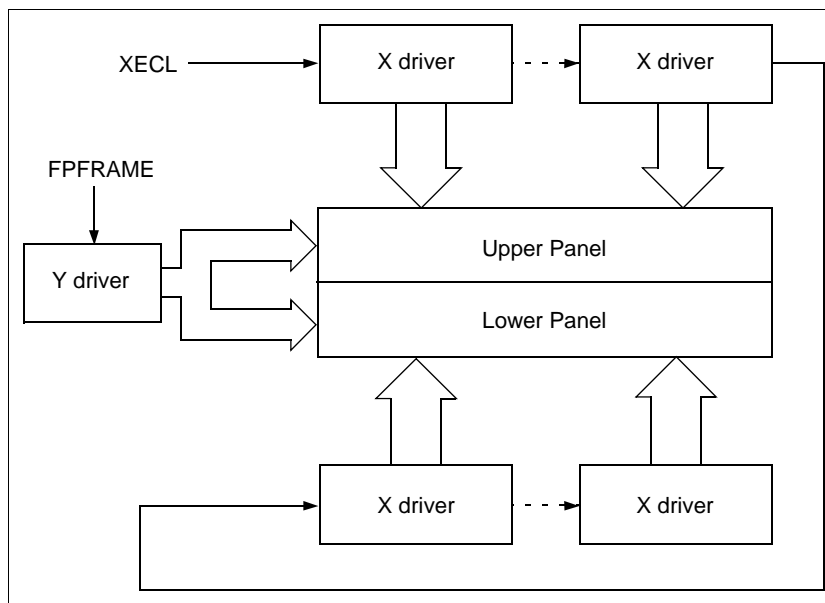 XECL
X driver
X driver
FPFRAME
Y driver
Upper Panel
Lower Panel
X driver
X driver